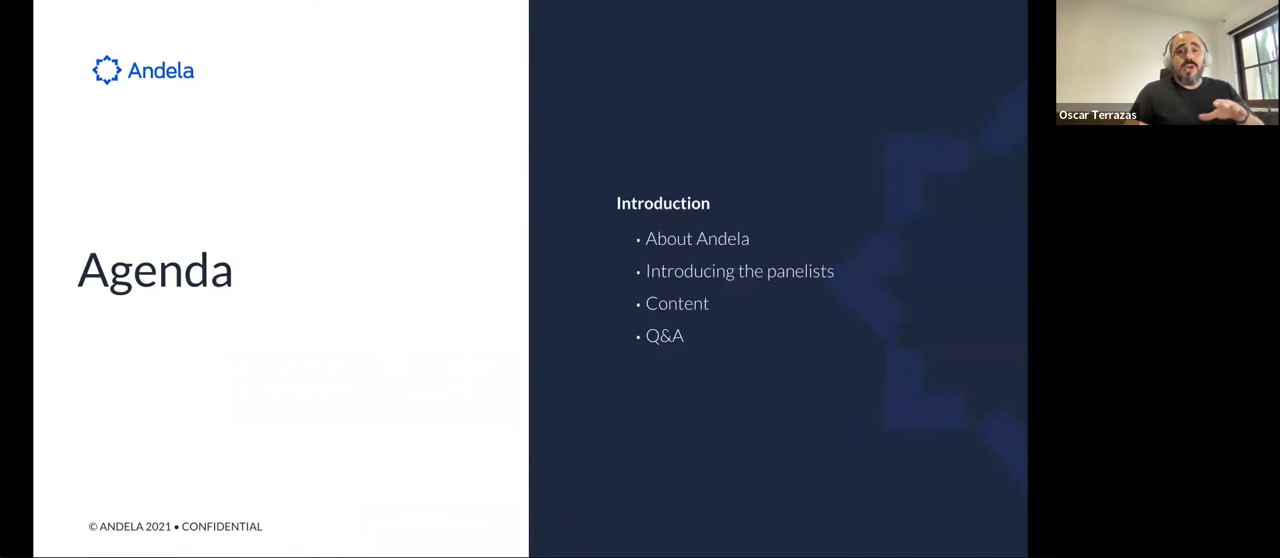 Andela
Agenda
© ANDELA 2021 • CONFIDENTIAL
Introduction
• About Andela
• Introducing the panelists
• Content
• Q&A
Oscar Terrazas